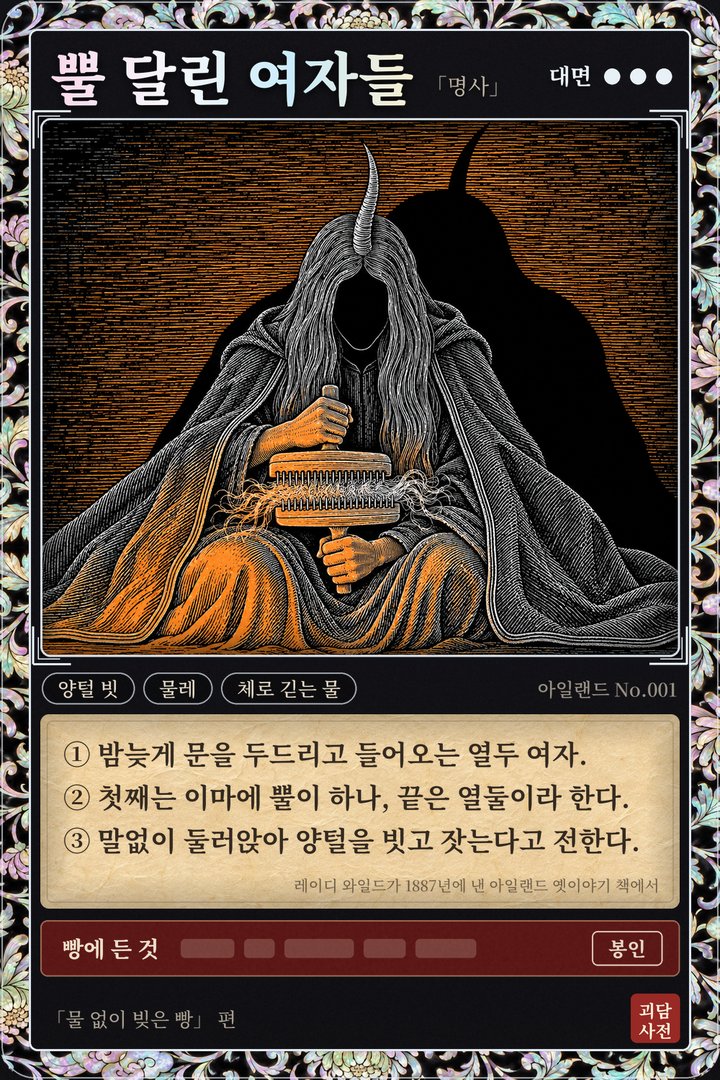 뿔 달린 여자들 「명사」 대면 ●●●
양털 빗 물레 체로 긷는 물 아일랜드 No.001
① 밤늦게 문을 두드리고 들어오는 열두 여자.
② 첫째는 이마에 뿔이 하나, 끝은 열둘이라 한다.
③ 말없이 둘러앉아 양털을 빗고 잣는다고 전한다.
레이디 와일드가 1887년에 낸 아일랜드 옛이야기 책에서
빵에 든 것 봉인
「물 없이 빚은 빵」 편
괴담
사전